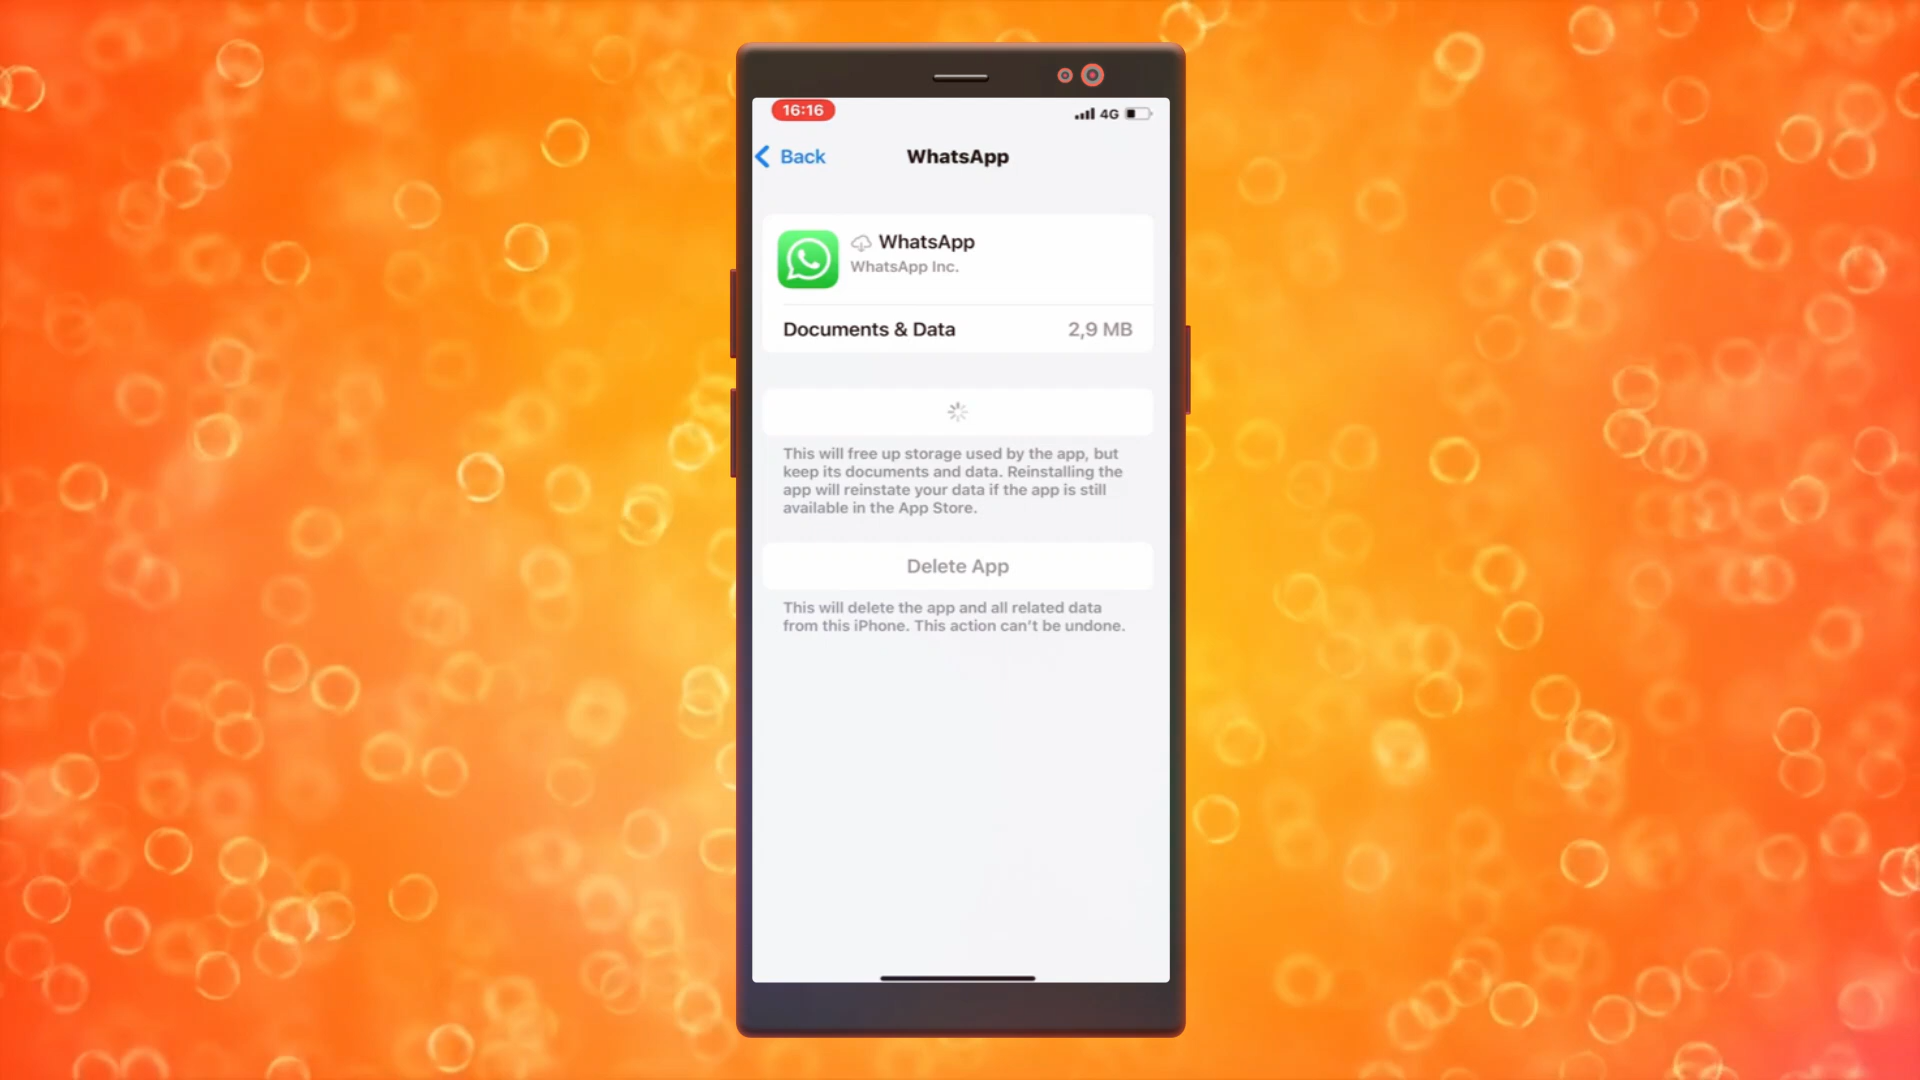 16:16
4G
Back
WhatsApp
WhatsApp
WhatsApp Inc.
Documents & Data
2,9 MB
This will free up storage used by the app, but
keep its documents and data. Reinstalling the
app will reinstate your data if the app is still
available in the App Store.
Delete App
This will delete the app and all related data
from this iPhone. This action can't be undone.